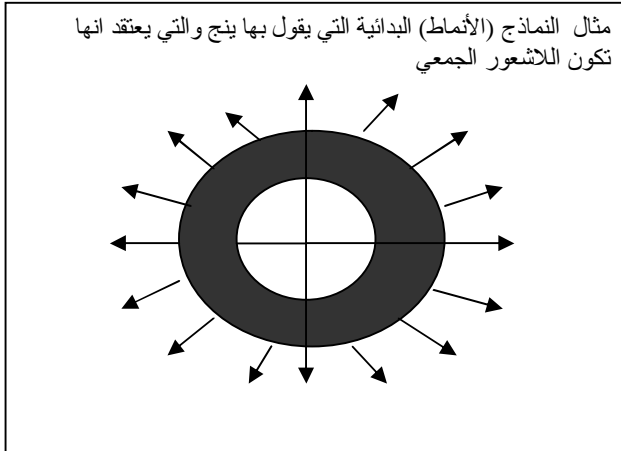 مثال النماذج (الأنماط) البدائية التي يقول بها ينج والتي يعتقد انها
تكون اللاشعور الجمعي